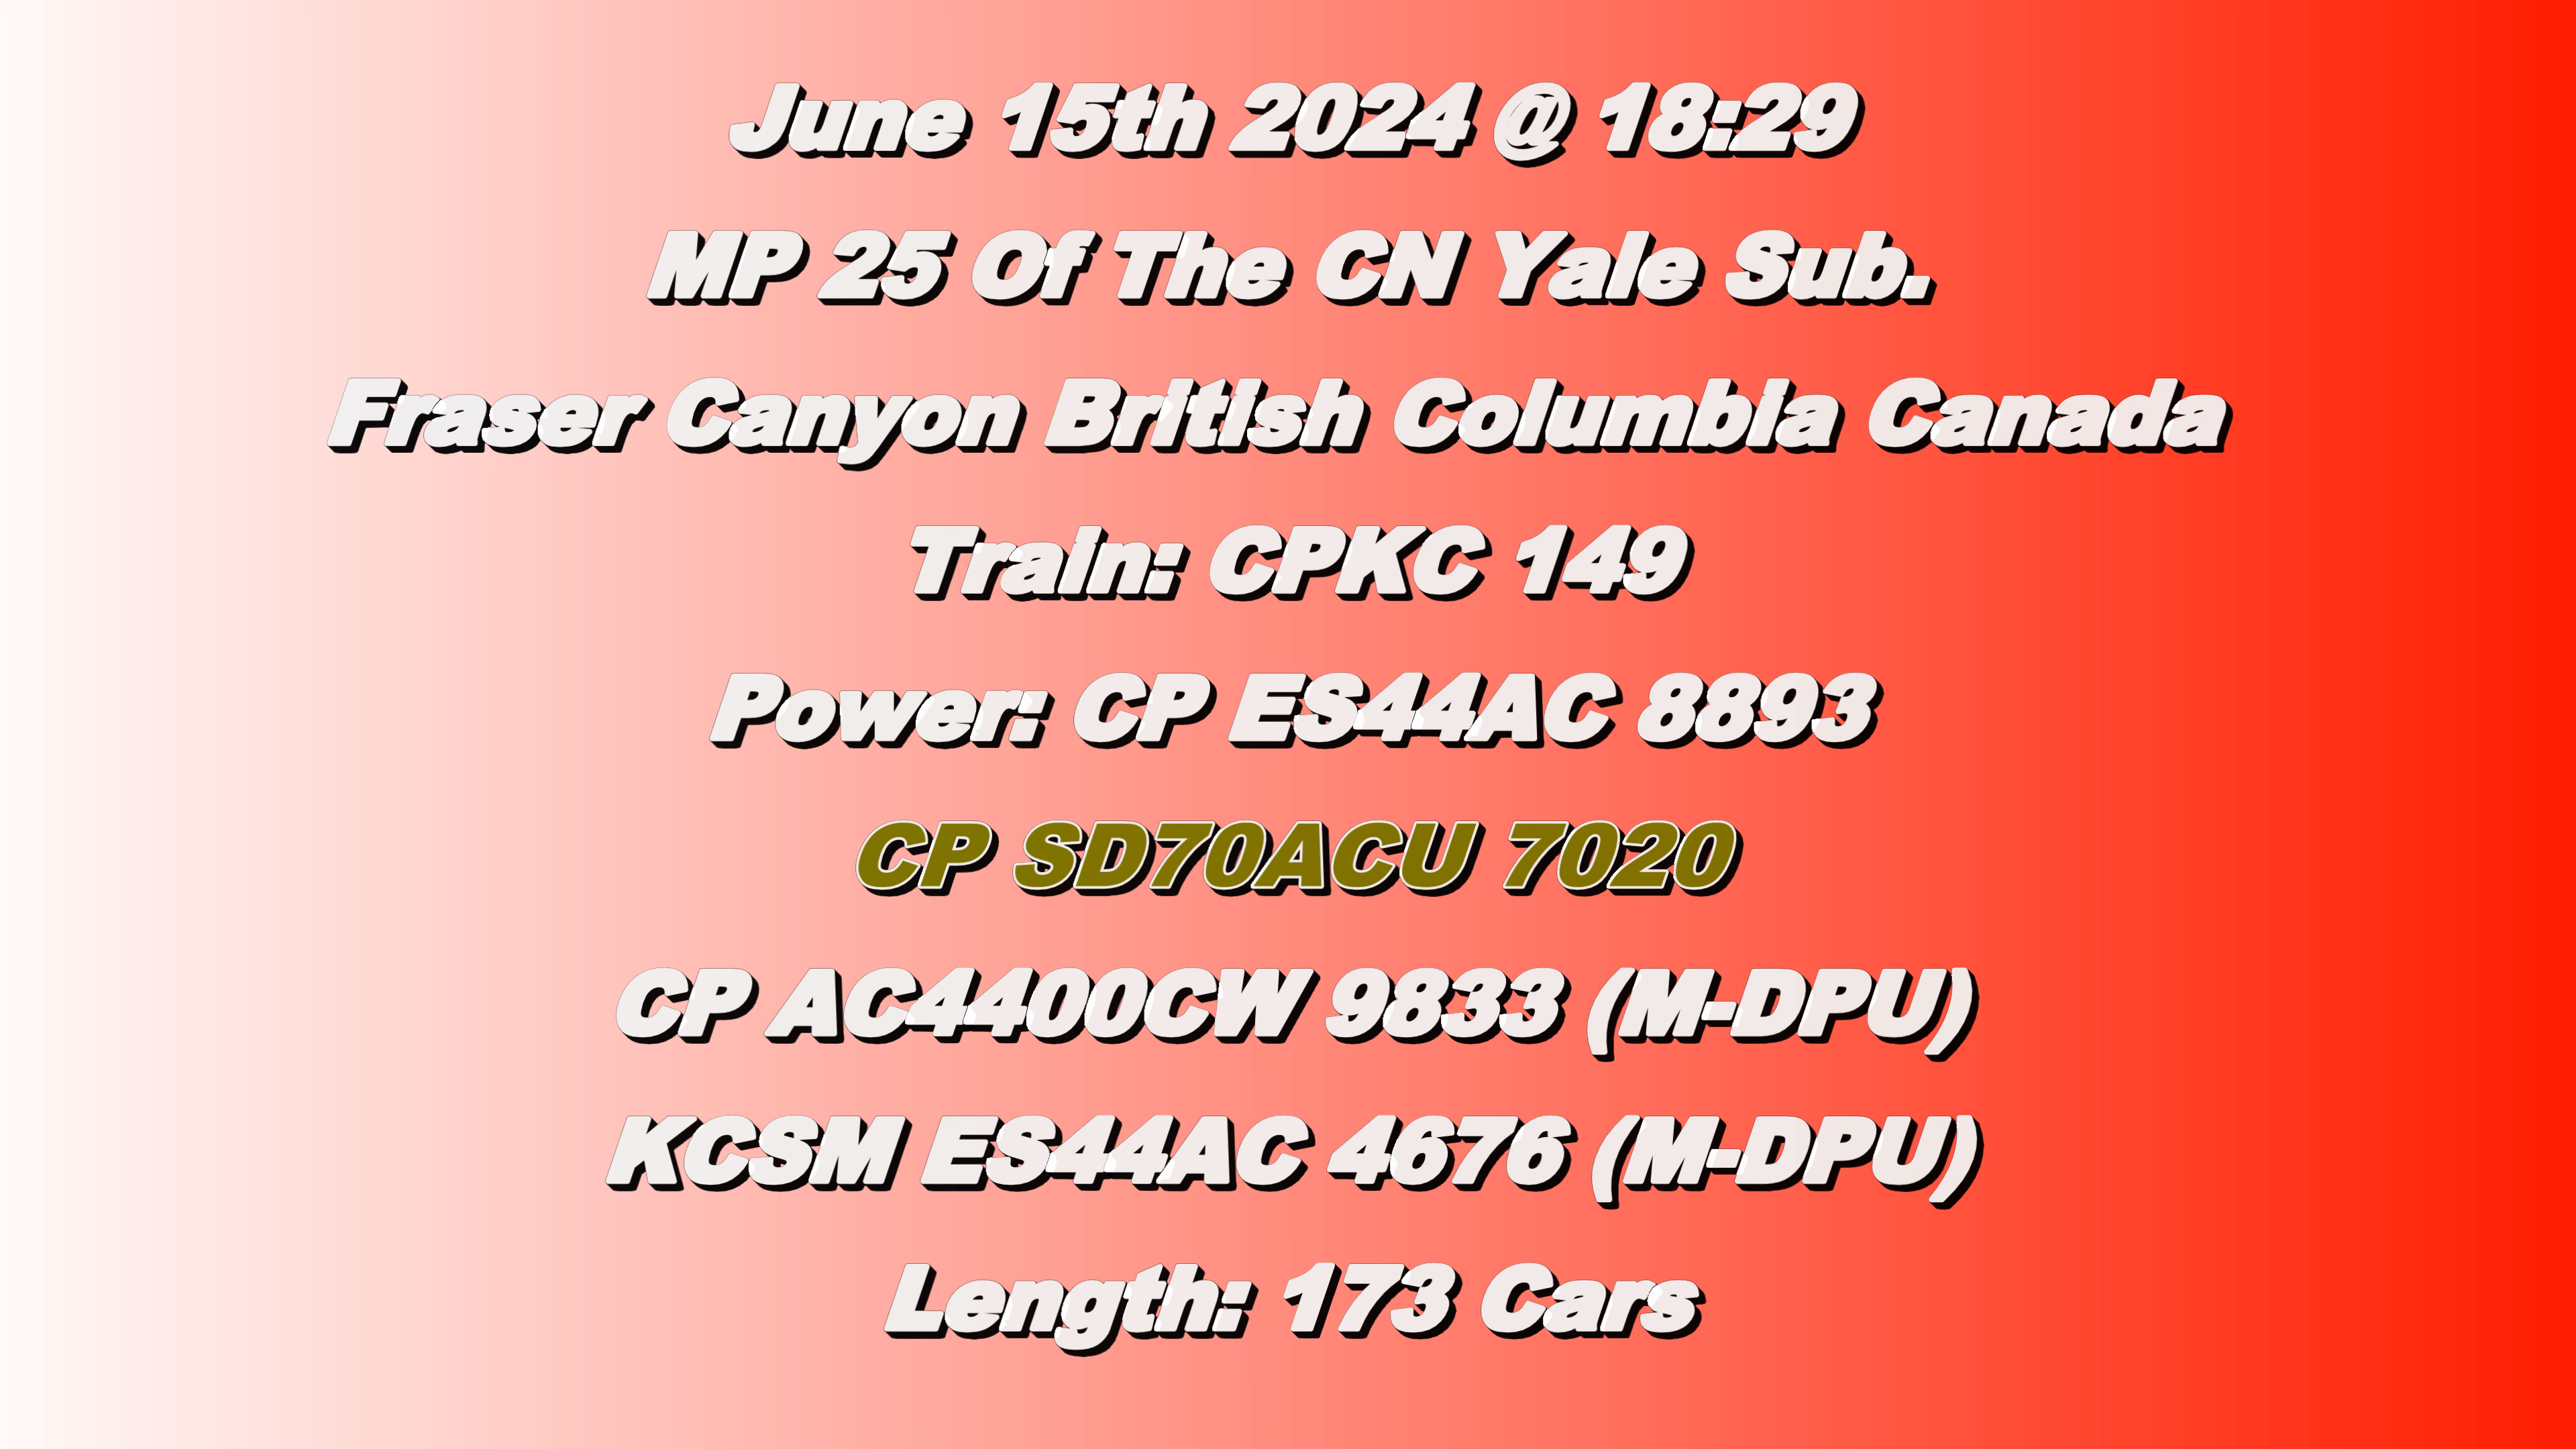 June 15th 2024 @ 18:29
MP 25 Of The CN Yale Sub.
Fraser Canyon British Columbia Canada
Train: CPKC 149
Power: CP ES44AC 8893
CP SD70ACU 7020
CP AC4400CW 9833 (M-DPU)
KCSM ES44AC 4676 (M-DPU)
Length: 173 Cars